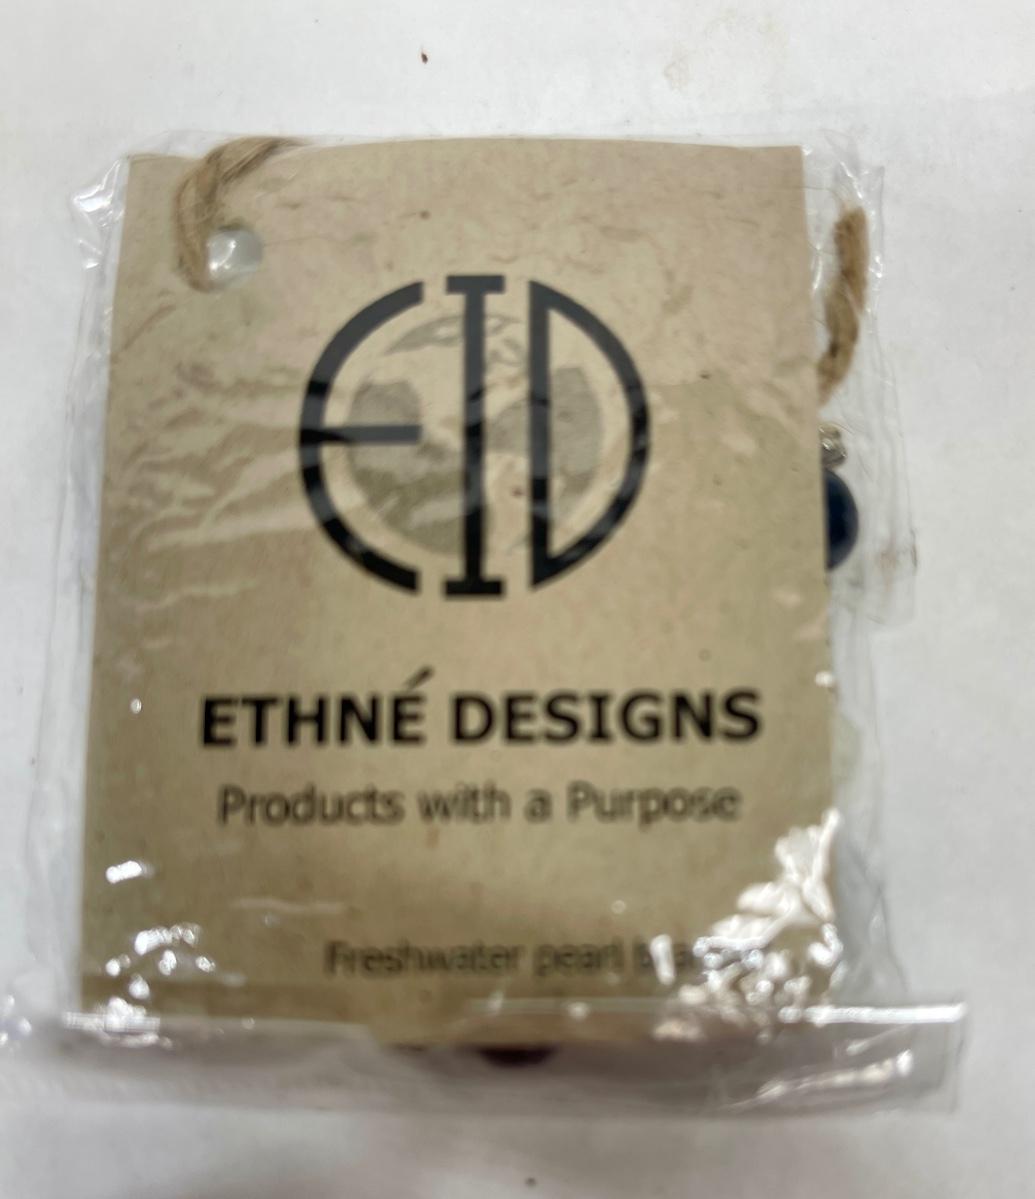 EID
ETHNÉ DESIGNS
Products with a Purpose
Freshwater pearl